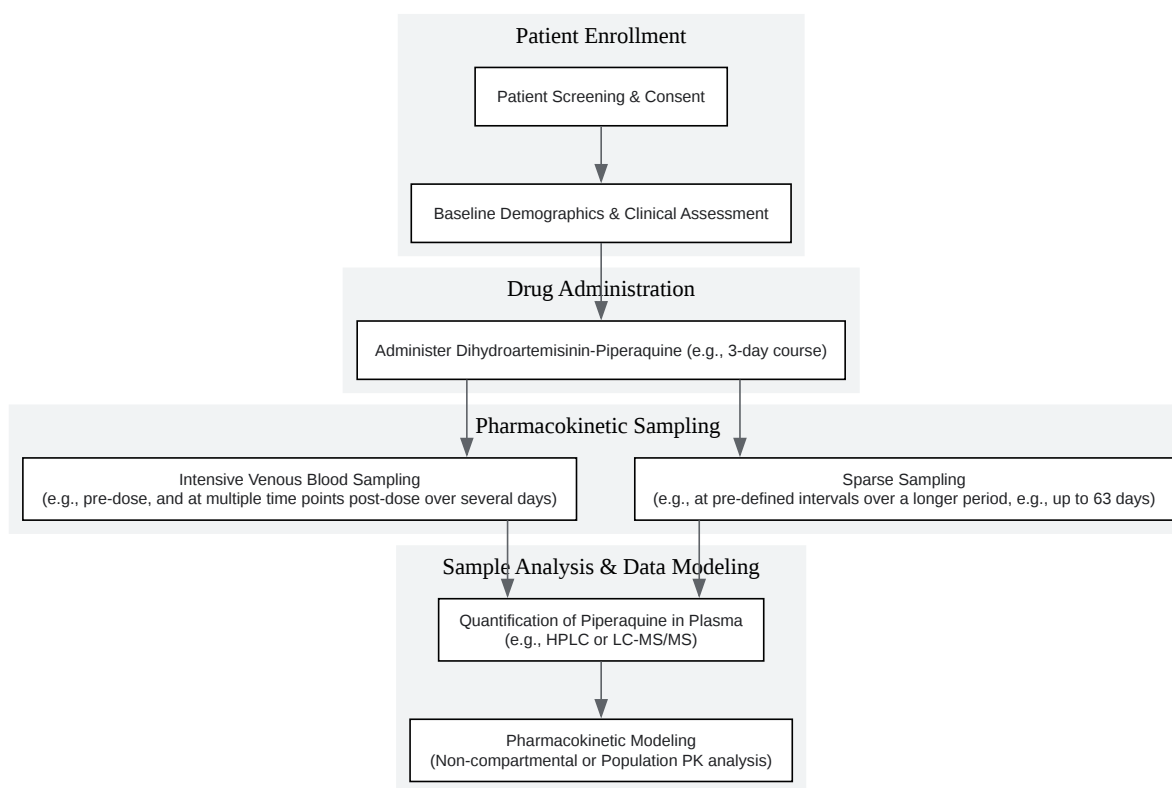 Patient Enrollment
Patient Screening & Consent
Baseline Demographics & Clinical Assessment
Drug Administration
Administer Dihydroartemisinin-Piperaquine (e.g., 3-day course)
Pharmacokinetic Sampling
Intensive Venous Blood Sampling
(e.g., pre-dose, and at multiple time points post-dose over several days)
Sparse Sampling
(e.g., at pre-defined intervals over a longer period, e.g., up to 63 days)
Sample Analysis & Data Modeling
Quantification of Piperaquine in Plasma
(e.g., HPLC or LC-MS/MS)
Pharmacokinetic Modeling
(Non-compartmental or Population PK analysis)